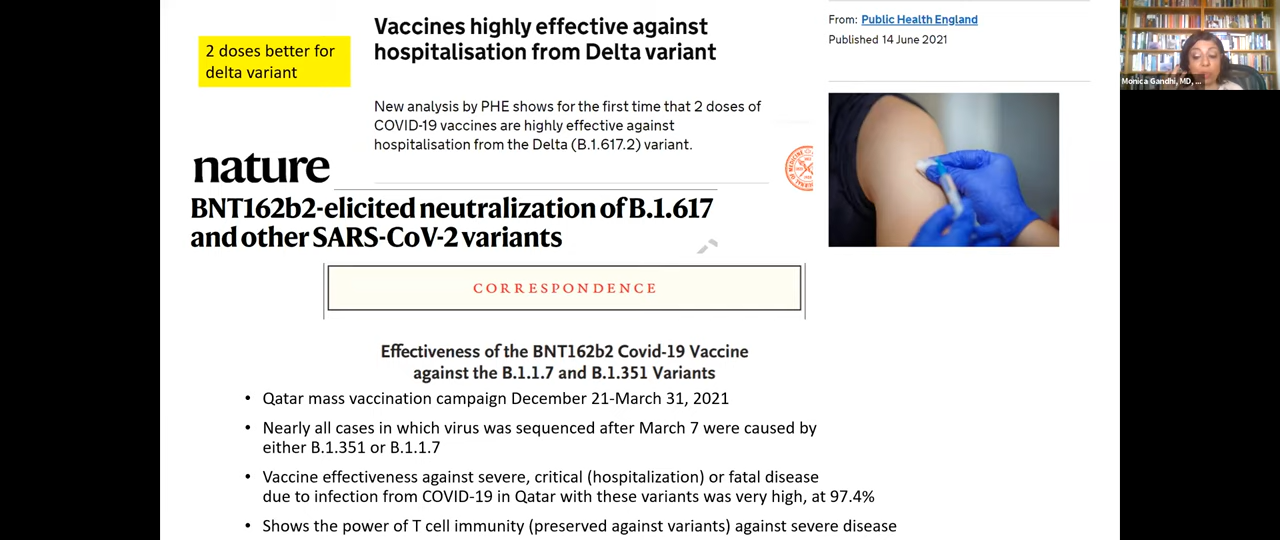 2 doses better for
delta variant
Vaccines highly effective against
hospitalisation from Delta variant
From: Public Health England
Published 14 June 2021
Monica Gandhi, MD, ...
New analysis by PHE shows for the first time that 2 doses of
COVID-19 vaccines are highly effective against
hospitalisation from the Delta (B.1.617.2) variant.
nature
BNT162b2-elicited neutralization of B.1.617
and other SARS-CoV-2 variants
CORRESPONDENCE
Effectiveness of the BNT162b2 Covid-19 Vaccine
against the B.1.1.7 and B.1.351 Variants
• Qatar mass vaccination campaign December 21-March 31, 2021
• Nearly all cases in which virus was sequenced after March 7 were caused by
either B.1.351 or B.1.1.7
• Vaccine effectiveness against severe, critical (hospitalization) or fatal disease
due to infection from COVID-19 in Qatar with these variants was very high, at 97.4%
• Shows the power of T cell immunity (preserved against variants) against severe disease